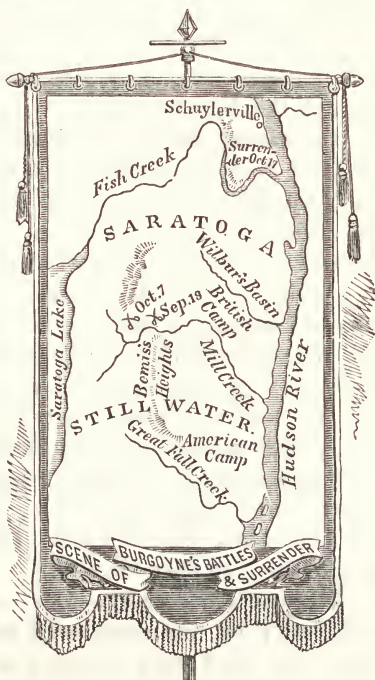 Schuylerville
Surren-
der Oct 17
Fish Creek
SARATOGA
Wilbur's Basin
Oct. 7
Sep. 19
British
Camp
Saratoga Lake
Bemiss
Heights
Mill Creek
Hudson River
STILLWATER.
American
Camp
Great Fall Creek
SCENE OF
BURGOYNE'S BATTLES
& SURRENDER